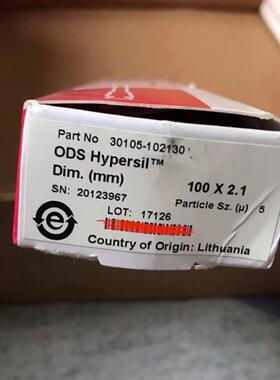 Part No 30105-102130
ODS Hypersil™
Dim. (mm) 100 X 2.1
SN: 20123967 Particle Sz. (μ) 5
LOT: 17126
e
Country of Origin: Lithuania